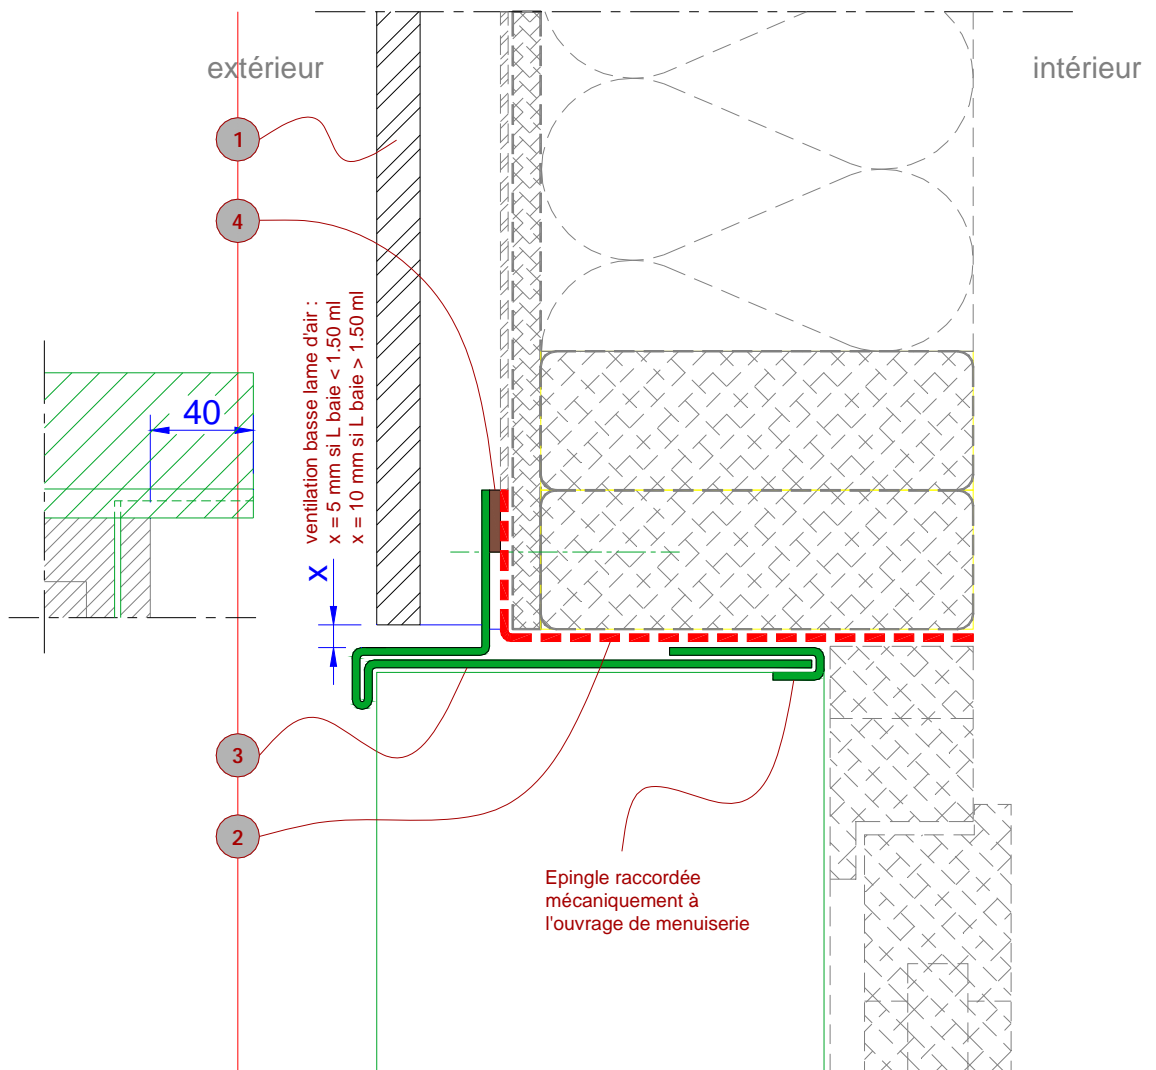 extérieur
intérieur
1
4
ventilation basse lame d'air :
x = 5 mm si L baie < 1.50 ml
x = 10 mm si L baie > 1.50 ml
40
x
3
2
Epingle raccordée
mécaniquement à
l'ouvrage de menuiserie